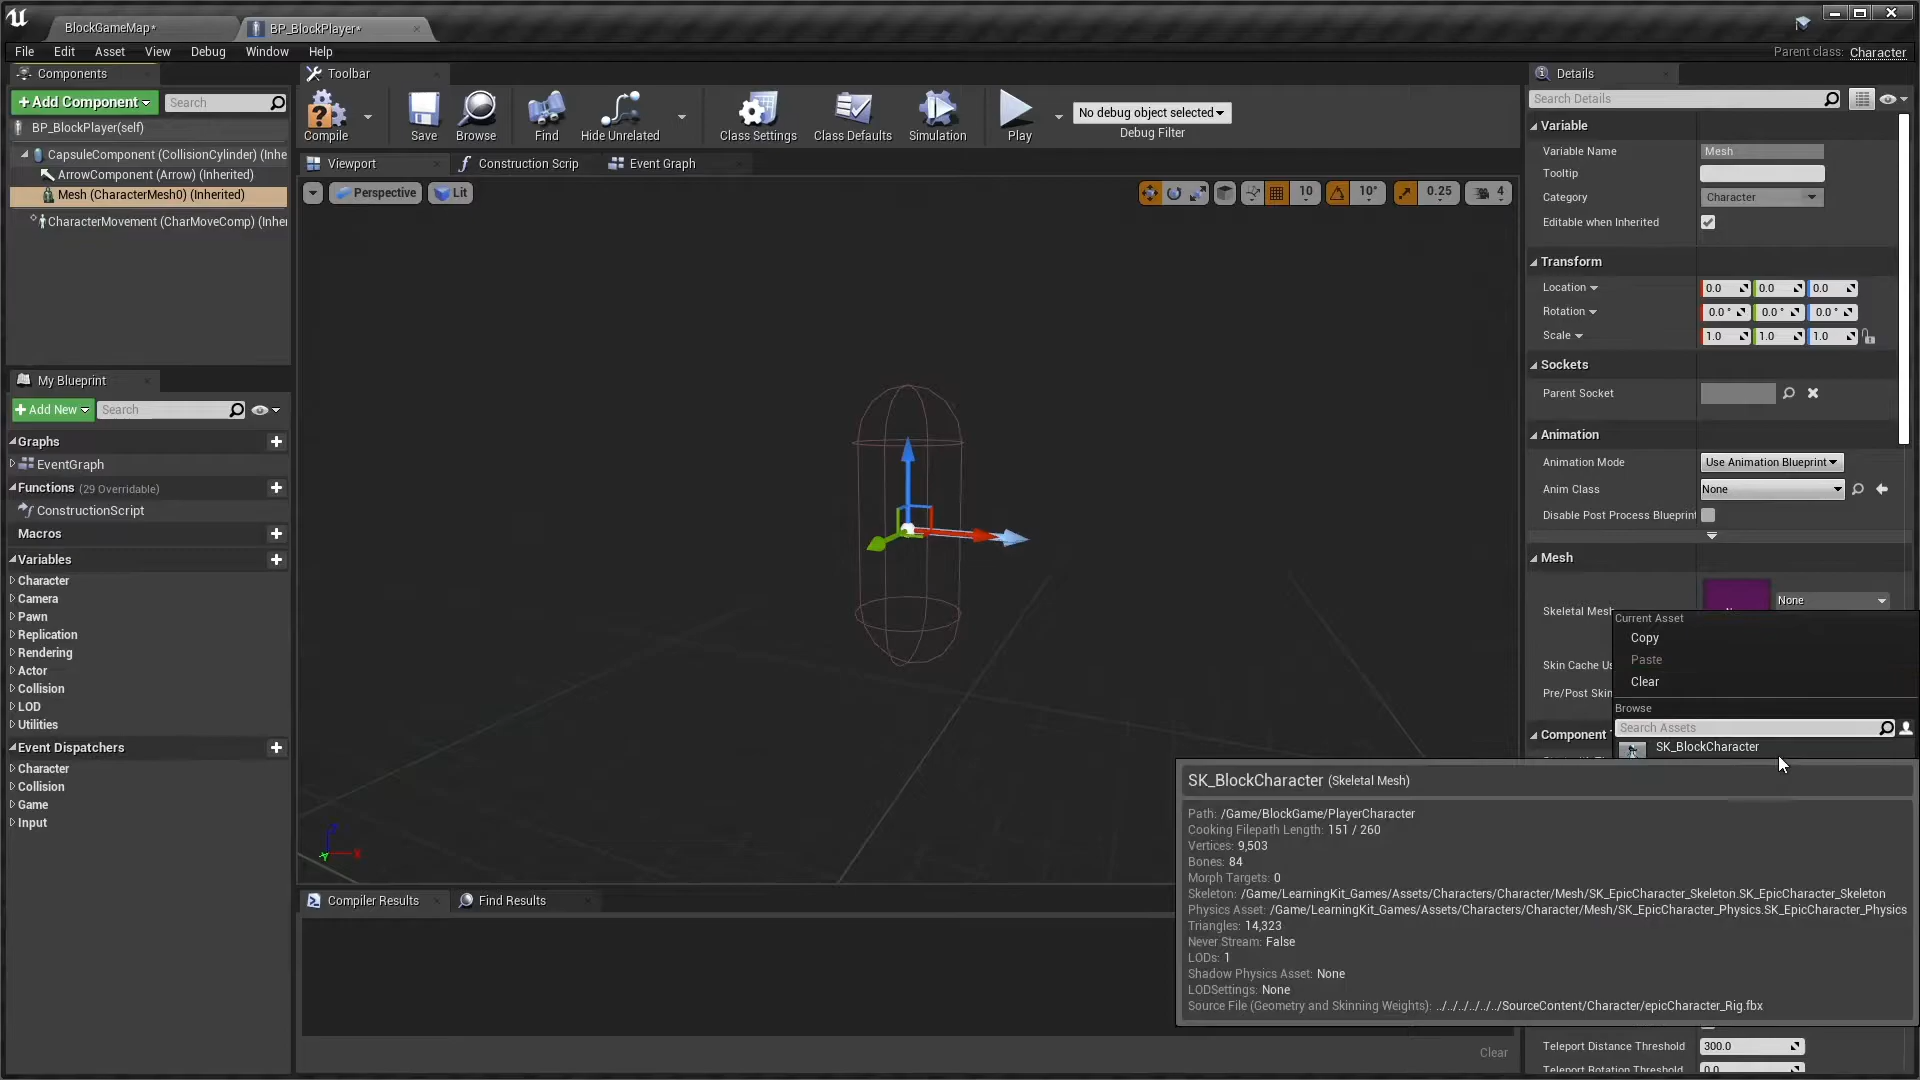 BlockGameMap*
BP_BlockPlayer*
File Edit Asset View Debug Window Help
Parent class: Character
Components
+Add Component
Search
BP_BlockPlayer(self)
CapsuleComponent (CollisionCylinder) (Inhe
ArrowComponent (Arrow) (Inherited)
Mesh (CharacterMesh0) (Inherited)
CharacterMovement (CharMoveComp) (Inher
My Blueprint
+Add New
Search
Graphs
EventGraph
Functions (29 Overridable)
ConstructionScript
Macros
Variables
Character
Camera
Pawn
Replication
Rendering
Actor
Collision
LOD
Utilities
Event Dispatchers
Character
Collision
Game
Input
Toolbar
Compile
Save
Browse
Find
Hide Unrelated
Class Settings
Class Defaults
Simulation
Play
No debug object selected
Debug Filter
Viewport
Construction Scrip
Event Graph
Perspective
Lit
10
10°
0.25
4
Z
X
Y
Compiler Results
Find Results
Clear
Details
Search Details
Variable
Variable Name Mesh
Tooltip
Category Character
Editable when Inherited
Transform
Location 0.0 0.0 0.0
Rotation 0.0 ° 0.0 ° 0.0 °
Scale 1.0 1.0 1.0
Sockets
Parent Socket
Animation
Animation Mode Use Animation Blueprint
Anim Class None
Disable Post Process Blueprint
Mesh
Skeletal Mesh None
Skin Cache Us
Pre/Post Skin
Component
Current Asset
Copy
Paste
Clear
Browse
Search Assets
SK_BlockCharacter
SK_BlockCharacter (Skeletal Mesh)
Path: /Game/BlockGame/PlayerCharacter
Cooking Filepath Length: 151 / 260
Vertices: 9,503
Bones: 84
Morph Targets: 0
Skeleton: /Game/LearningKit_Games/Assets/Characters/Character/Mesh/SK_EpicCharacter_Skeleton.SK_EpicCharacter_Skeleton
Physics Asset: /Game/LearningKit_Games/Assets/Characters/Character/Mesh/SK_EpicCharacter_Physics.SK_EpicCharacter_Physics
Triangles: 14,323
Never Stream: False
LODs: 1
Shadow Physics Asset: None
LODSettings: None
Source File (Geometry and Skinning Weights): ../../../../../../SourceContent/Character/epicCharacter_Rig.fbx
Teleport Distance Threshold 300.0
Teleport Rotation Threshold 0.0